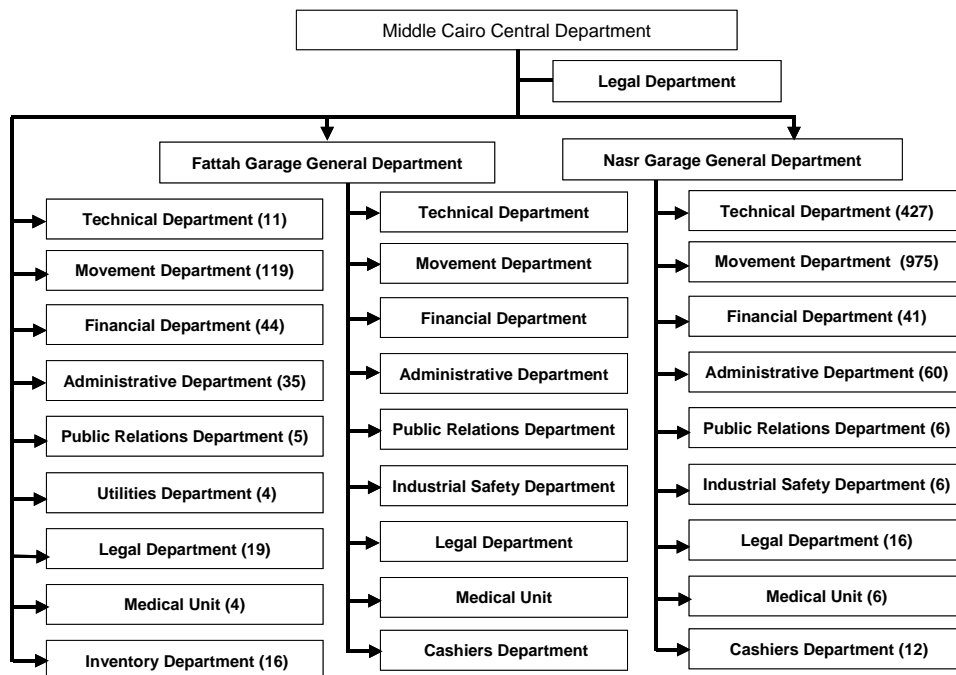 Middle Cairo Central Department
Legal Department
Fattah Garage General Department
Nasr Garage General Department
Technical Department (11)
Movement Department (119)
Financial Department (44)
Administrative Department (35)
Public Relations Department (5)
Utilities Department (4)
Legal Department (19)
Medical Unit (4)
Inventory Department (16)
Technical Department
Movement Department
Financial Department
Administrative Department
Public Relations Department
Industrial Safety Department
Legal Department
Medical Unit
Cashiers Department
Technical Department (427)
Movement Department (975)
Financial Department (41)
Administrative Department (60)
Public Relations Department (6)
Industrial Safety Department (6)
Legal Department (16)
Medical Unit (6)
Cashiers Department (12)